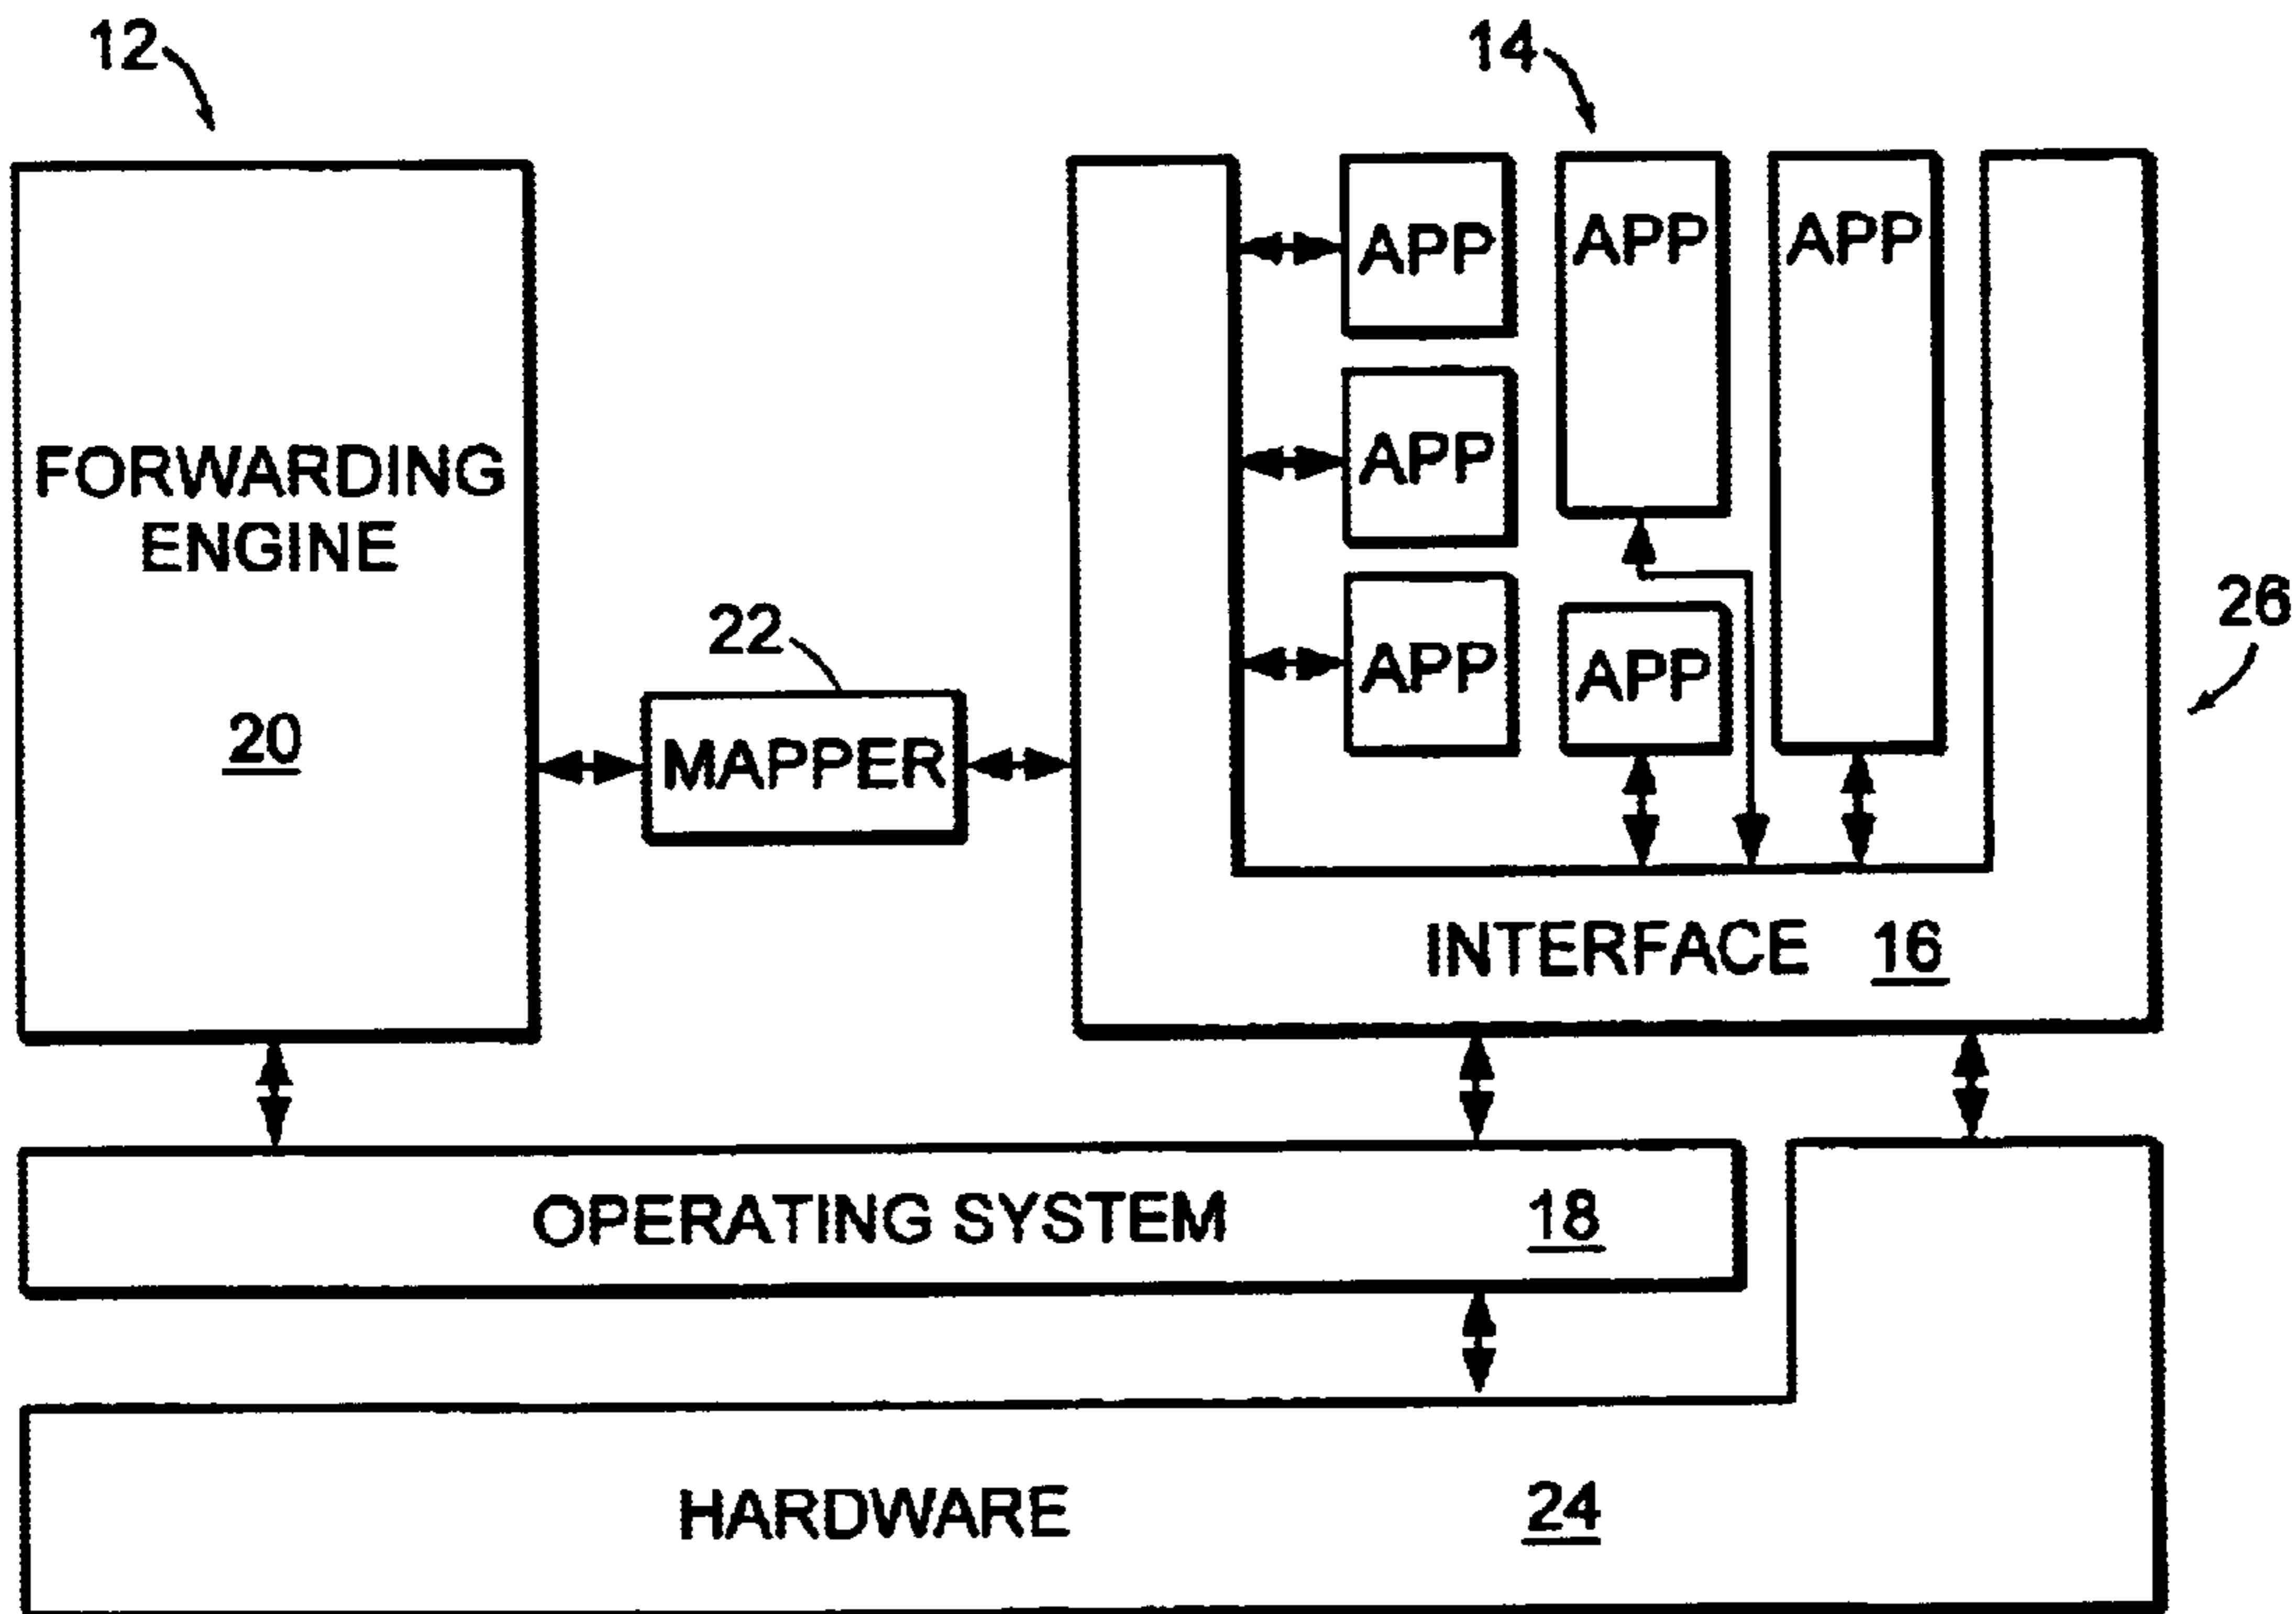 12
14
APP
APP
APP
FORWARDING
ENGINE
APP
26
22
APP
APP
20
MAPPER
INTERFACE 16
OPERATING SYSTEM 18
HARDWARE 24